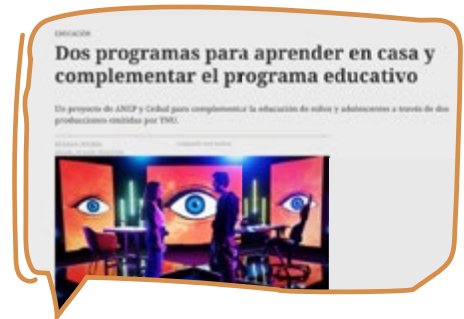 EDUCACIÓN
Dos programas para aprender en casa y
complementar el programa educativo
Un proyecto de ANEP y Ceibal para complementar la educación de niños y adolescentes a través de dos
producciones emitidas por TNU.